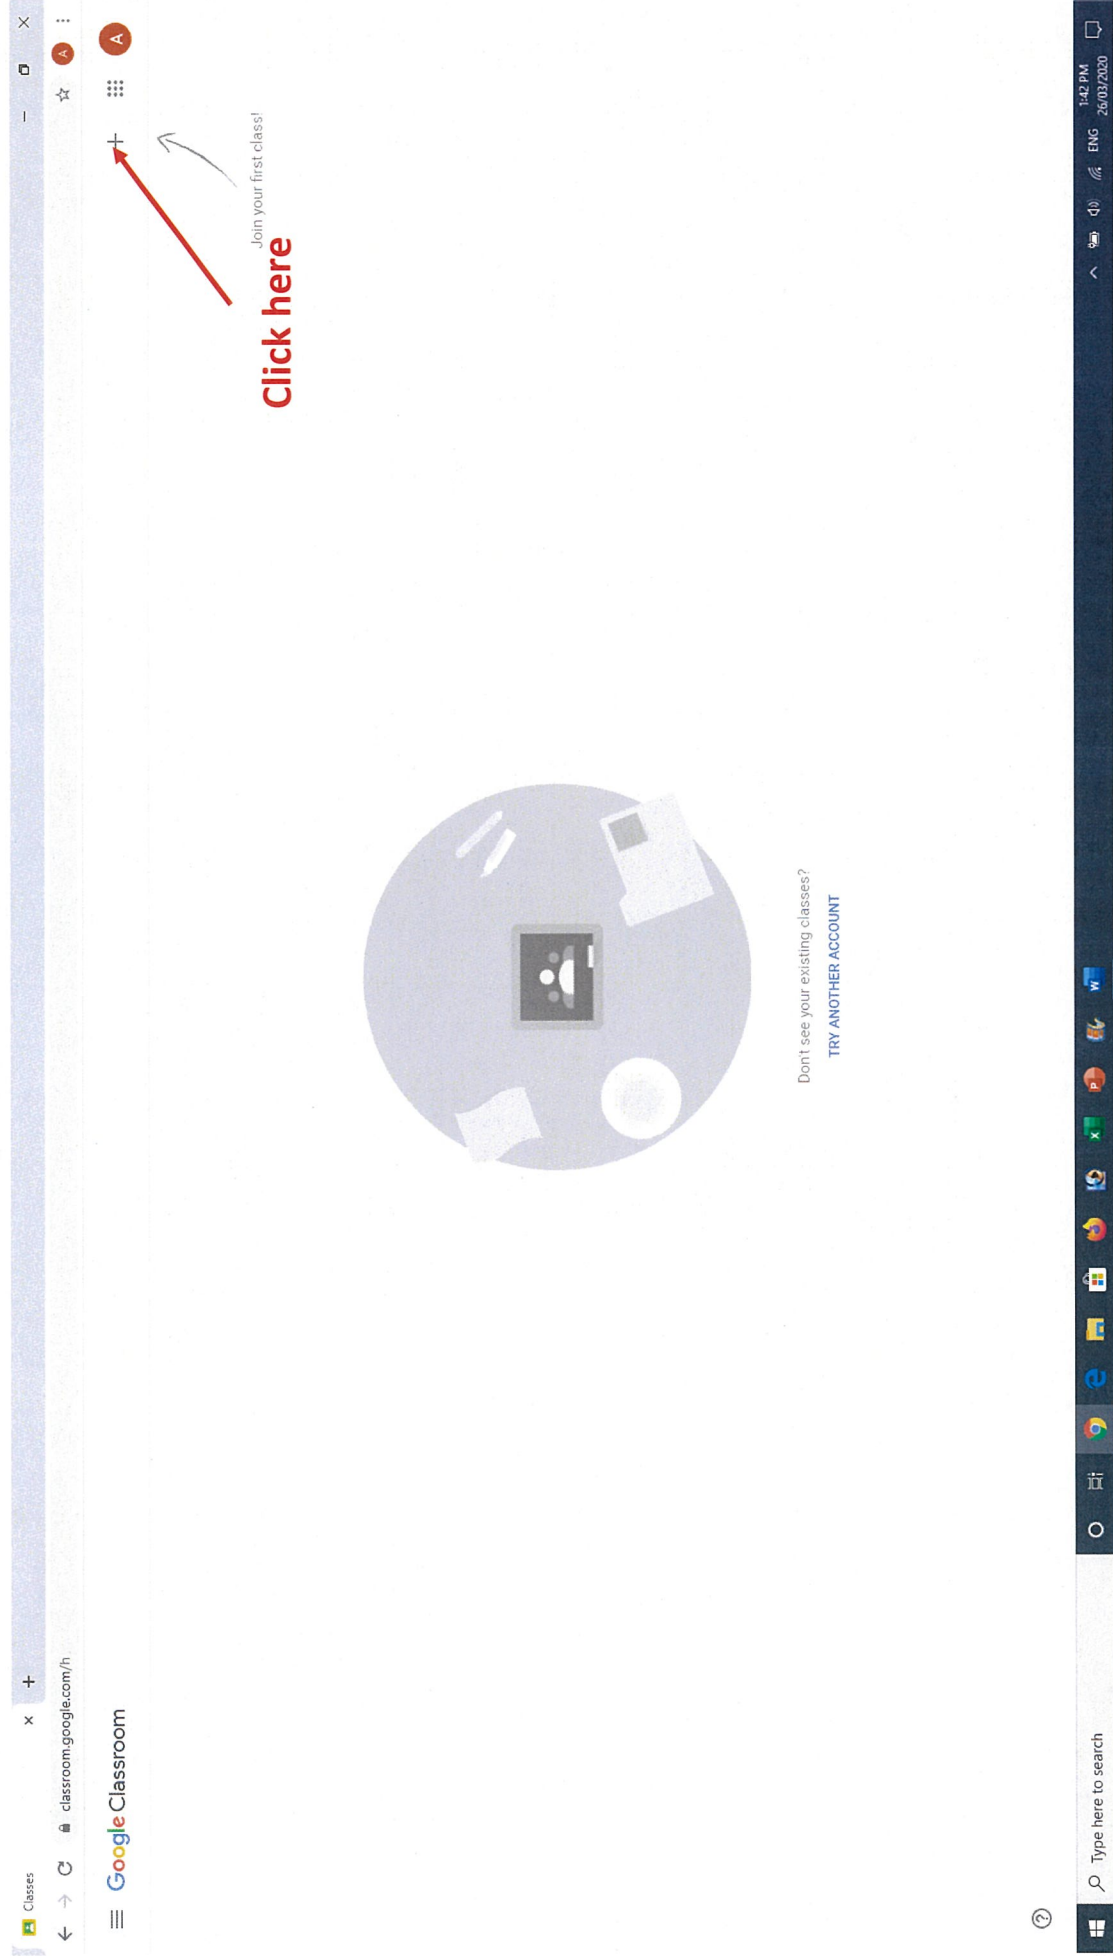 Classes
classroom.google.com/h
A
Google Classroom
A
Join your first class!
Click here
Don't see your existing classes?
TRY ANOTHER ACCOUNT
Type here to search
ENG
1:42 PM
26/03/2020